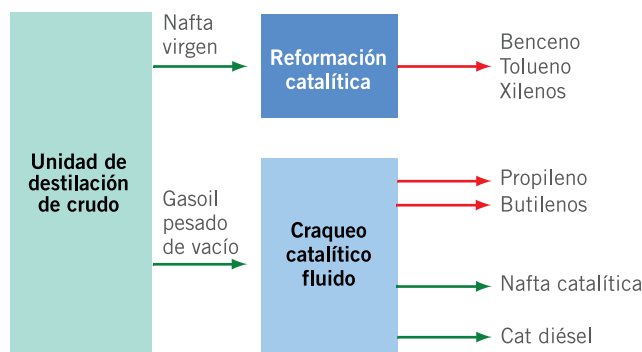 Nafta
virgen
Reformación
catalítica
Benceno
Tolueno
Xilenos
Unidad de
destilación
de crudo
Gasoil
pesado
de vacío
Craqueo
catalítico
fluido
Propileno
Butilenos
Nafta catalítica
Cat diésel